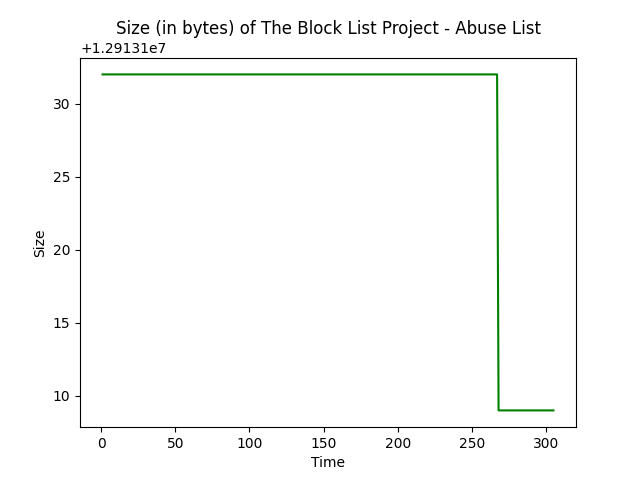 Size (in bytes) of The Block List Project - Abuse List
+1.29131e7
30
25
20
15
10
Size
0 50 100 150 200 250 300
Time